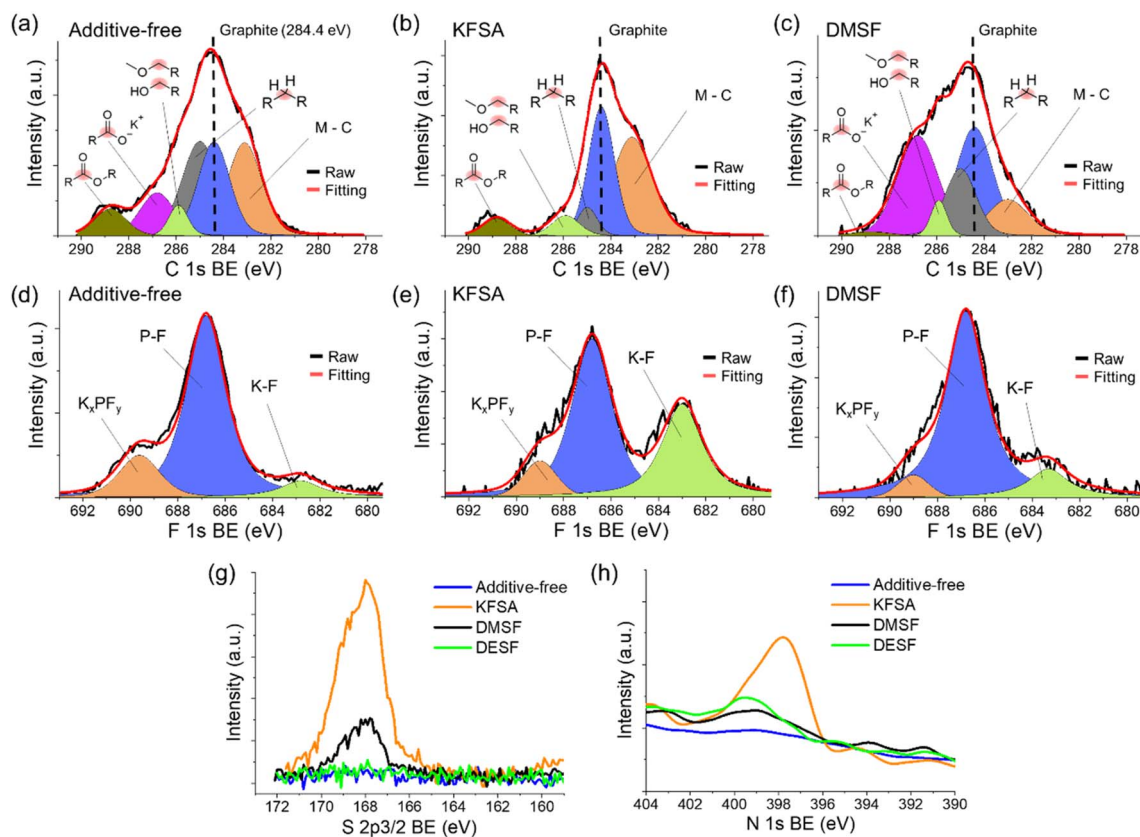 (a) Additive-free
Graphite (284.4 eV)
(b) KFSA
Graphite
(c) DMSF
Graphite
Intensity (a.u.)
O R
HO R
H H
R R
O
R O⁻K⁺
O
R O R
M - C
Raw
Fitting
290 288 286 284 282 280 278
C 1s BE (eV)
Intensity (a.u.)
O R
HO R
H H
R R
M - C
O
R O R
Raw
Fitting
290 288 286 284 282 280 278
C 1s BE (eV)
Intensity (a.u.)
O R
HO R
H H
R R
M - C
O
R O⁻K⁺
O
R O R
Raw
Fitting
290 288 286 284 282 280 278
C 1s BE (eV)
(d) Additive-free
Intensity (a.u.)
P-F
Raw
Fitting
K-F
KₓPFᵧ
692 690 688 686 684 682 680
F 1s BE (eV)
(e) KFSA
Intensity (a.u.)
P-F
Raw
Fitting
K-F
KₓPFᵧ
692 690 688 686 684 682 680
F 1s BE (eV)
(f) DMSF
Intensity (a.u.)
P-F
Raw
Fitting
K-F
KₓPFᵧ
692 690 688 686 684 682 680
F 1s BE (eV)
(g)
Intensity (a.u.)
Additive-free
KFSA
DMSF
DESF
172 170 168 166 164 162 160
S 2p3/2 BE (eV)
(h)
Intensity (a.u.)
Additive-free
KFSA
DMSF
DESF
404 402 400 398 396 394 392 390
N 1s BE (eV)